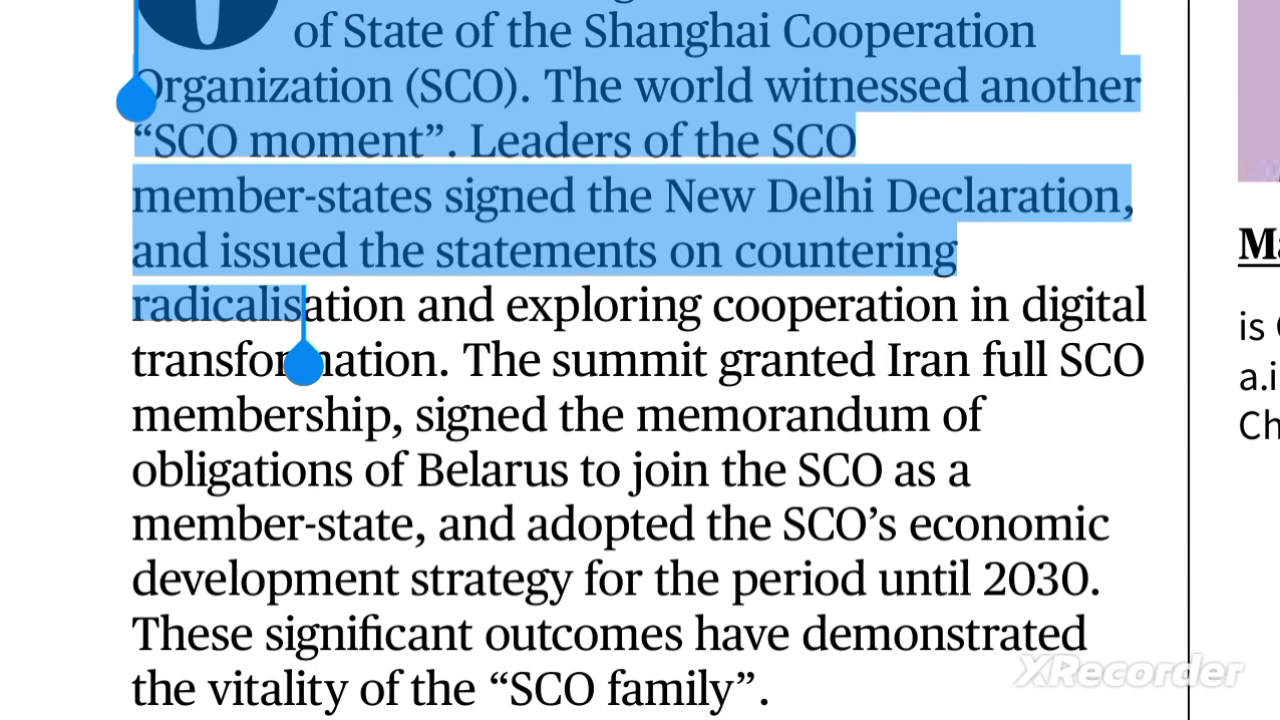 of State of the Shanghai Cooperation
Organization (SCO). The world witnessed another
“SCO moment”. Leaders of the SCO
member-states signed the New Delhi Declaration,
and issued the statements on countering
radicalisation and exploring cooperation in digital
transformation. The summit granted Iran full SCO
membership, signed the memorandum of
obligations of Belarus to join the SCO as a
member-state, and adopted the SCO’s economic
development strategy for the period until 2030.
These significant outcomes have demonstrated
the vitality of the “SCO family”.
Ma
is
a.i
Ch
XRecorder